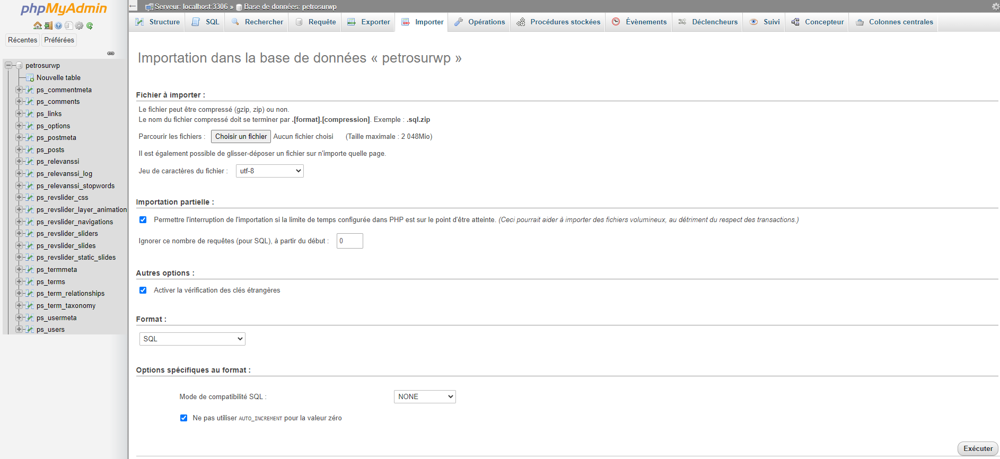 phpMyAdmin
Récentes
Préférées
petrosurwp
Nouvelle table
ps_commentmeta
ps_comments
ps_links
ps_options
ps_postmeta
ps_posts
ps_relevanssi
ps_relevanssi_log
ps_relevanssi_stopwords
ps_revslider_css
ps_revslider_layer_animation
ps_revslider_navigations
ps_revslider_sliders
ps_revslider_slides
ps_revslider_static_slides
ps_termmeta
ps_terms
ps_term_relationships
ps_term_taxonomy
ps_usermeta
ps_users
Serveur: localhost:3306 » Base de données: petrosurwp
Structure SQL Rechercher Requête Exporter Importer Opérations Procédures stockées Évènements Déclencheurs Suivi Concepteur Colonnes centrales
Importation dans la base de données « petrosurwp »
Fichier à importer :
Le fichier peut être compressé (gzip, zip) ou non.
Le nom du fichier compressé doit se terminer par .[format].[compression]. Exemple : .sql.zip
Parcourir les fichiers : Choisir un fichier Aucun fichier choisi (Taille maximale : 2 048Mio)
Il est également possible de glisser-déposer un fichier sur n'importe quelle page.
Jeu de caractères du fichier : utf-8
Importation partielle :
Permettre l'interruption de l'importation si la limite de temps configurée dans PHP est sur le point d'être atteinte. (Ceci pourrait aider à importer des fichiers volumineux, au détriment du respect des transactions.)
Ignorer ce nombre de requêtes (pour SQL), à partir du début : 0
Autres options :
Activer la vérification des clés étrangères
Format :
SQL
Options spécifiques au format :
Mode de compatibilité SQL : NONE
Ne pas utiliser AUTO_INCREMENT pour la valeur zéro
Exécuter